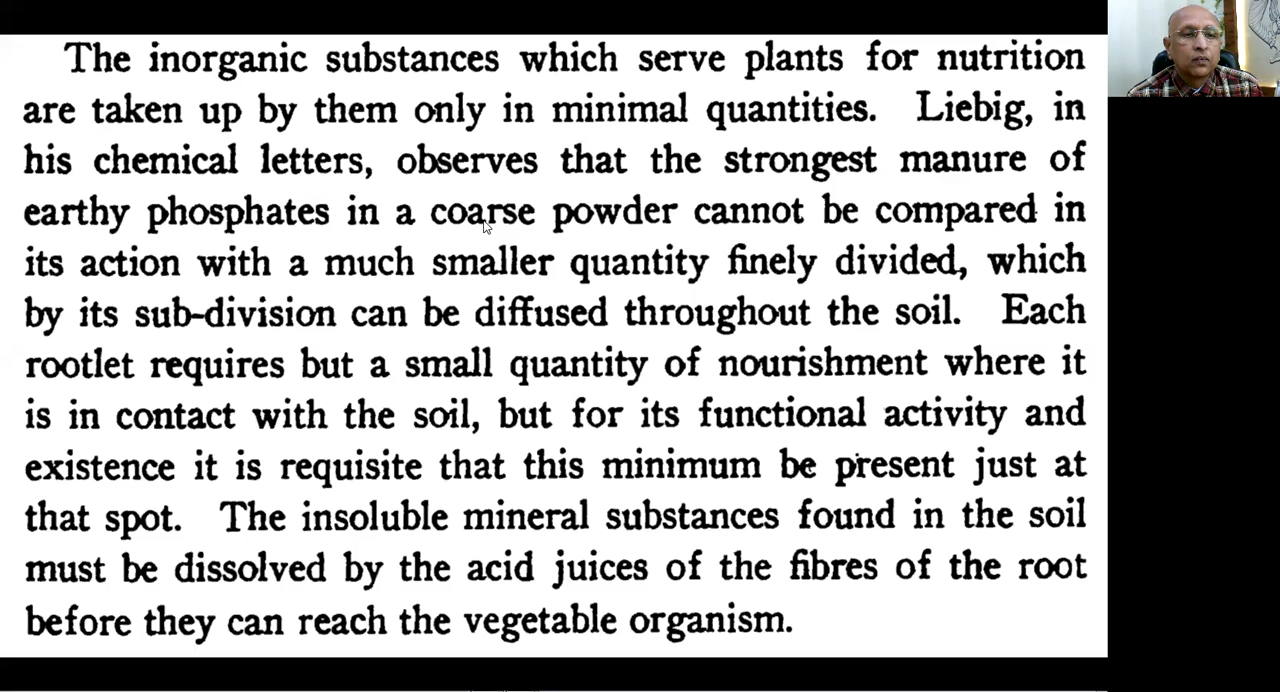 The inorganic substances which serve plants for nutrition
are taken up by them only in minimal quantities. Liebig, in
his chemical letters, observes that the strongest manure of
earthy phosphates in a coarse powder cannot be compared in
its action with a much smaller quantity finely divided, which
by its sub-division can be diffused throughout the soil. Each
rootlet requires but a small quantity of nourishment where it
is in contact with the soil, but for its functional activity and
existence it is requisite that this minimum be present just at
that spot. The insoluble mineral substances found in the soil
must be dissolved by the acid juices of the fibres of the root
before they can reach the vegetable organism.